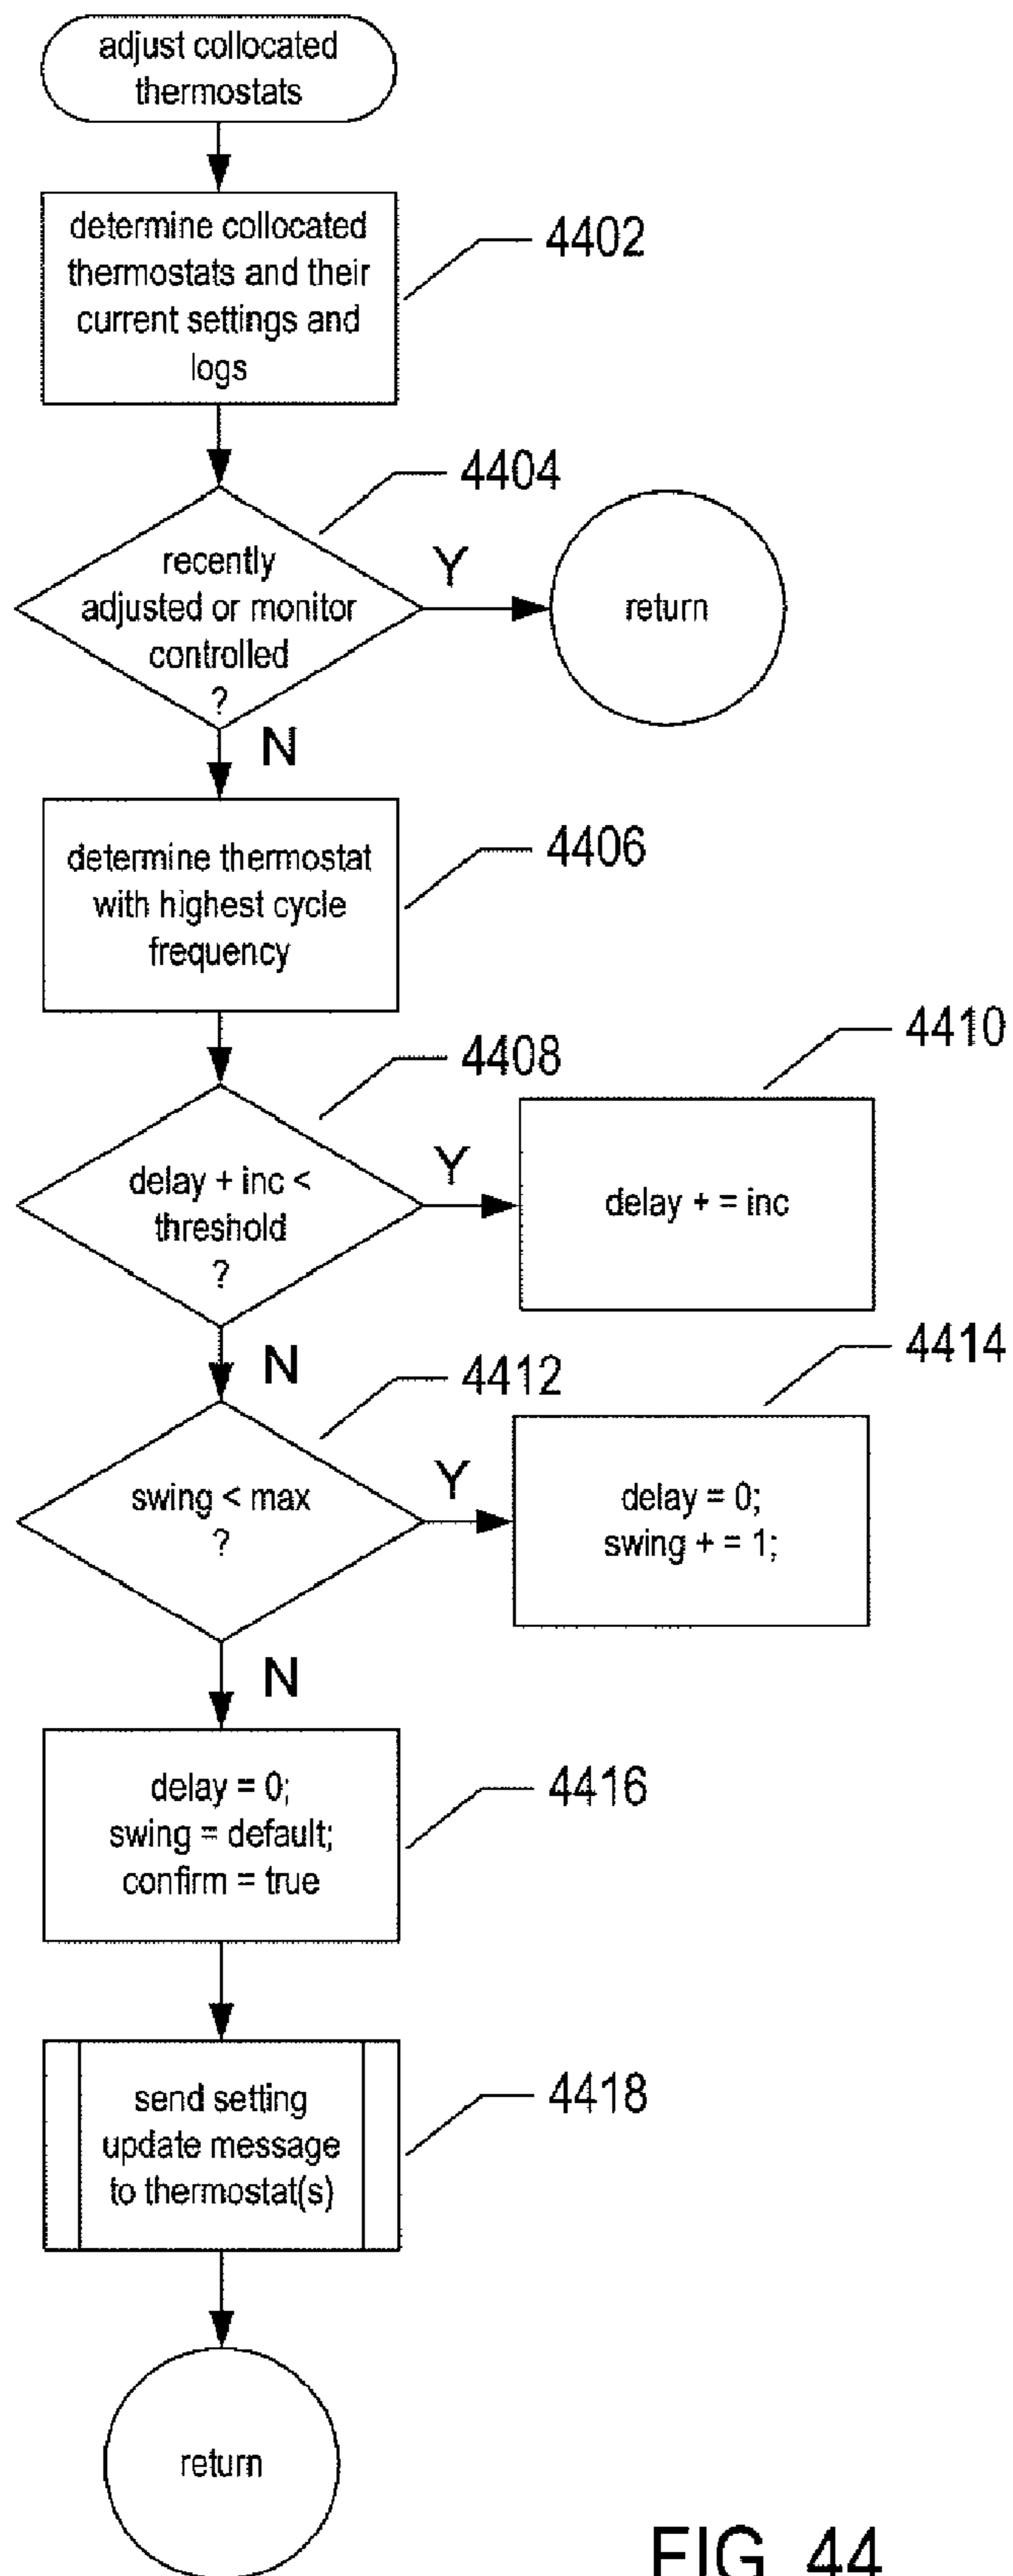 adjust collocated
thermostats
determine collocated
thermostats and their
current settings and
logs
4402
4404
recently
adjusted or monitor
controlled
?
Y
return
N
determine thermostat
with highest cycle
frequency
4406
4408
delay + inc <
threshold
?
Y
4410
delay + = inc
N
4412
swing < max
?
Y
4414
delay = 0;
swing + = 1;
N
delay = 0;
swing = default;
confirm = true
4416
send setting
update message
to thermostat(s)
4418
return
FIG. 44